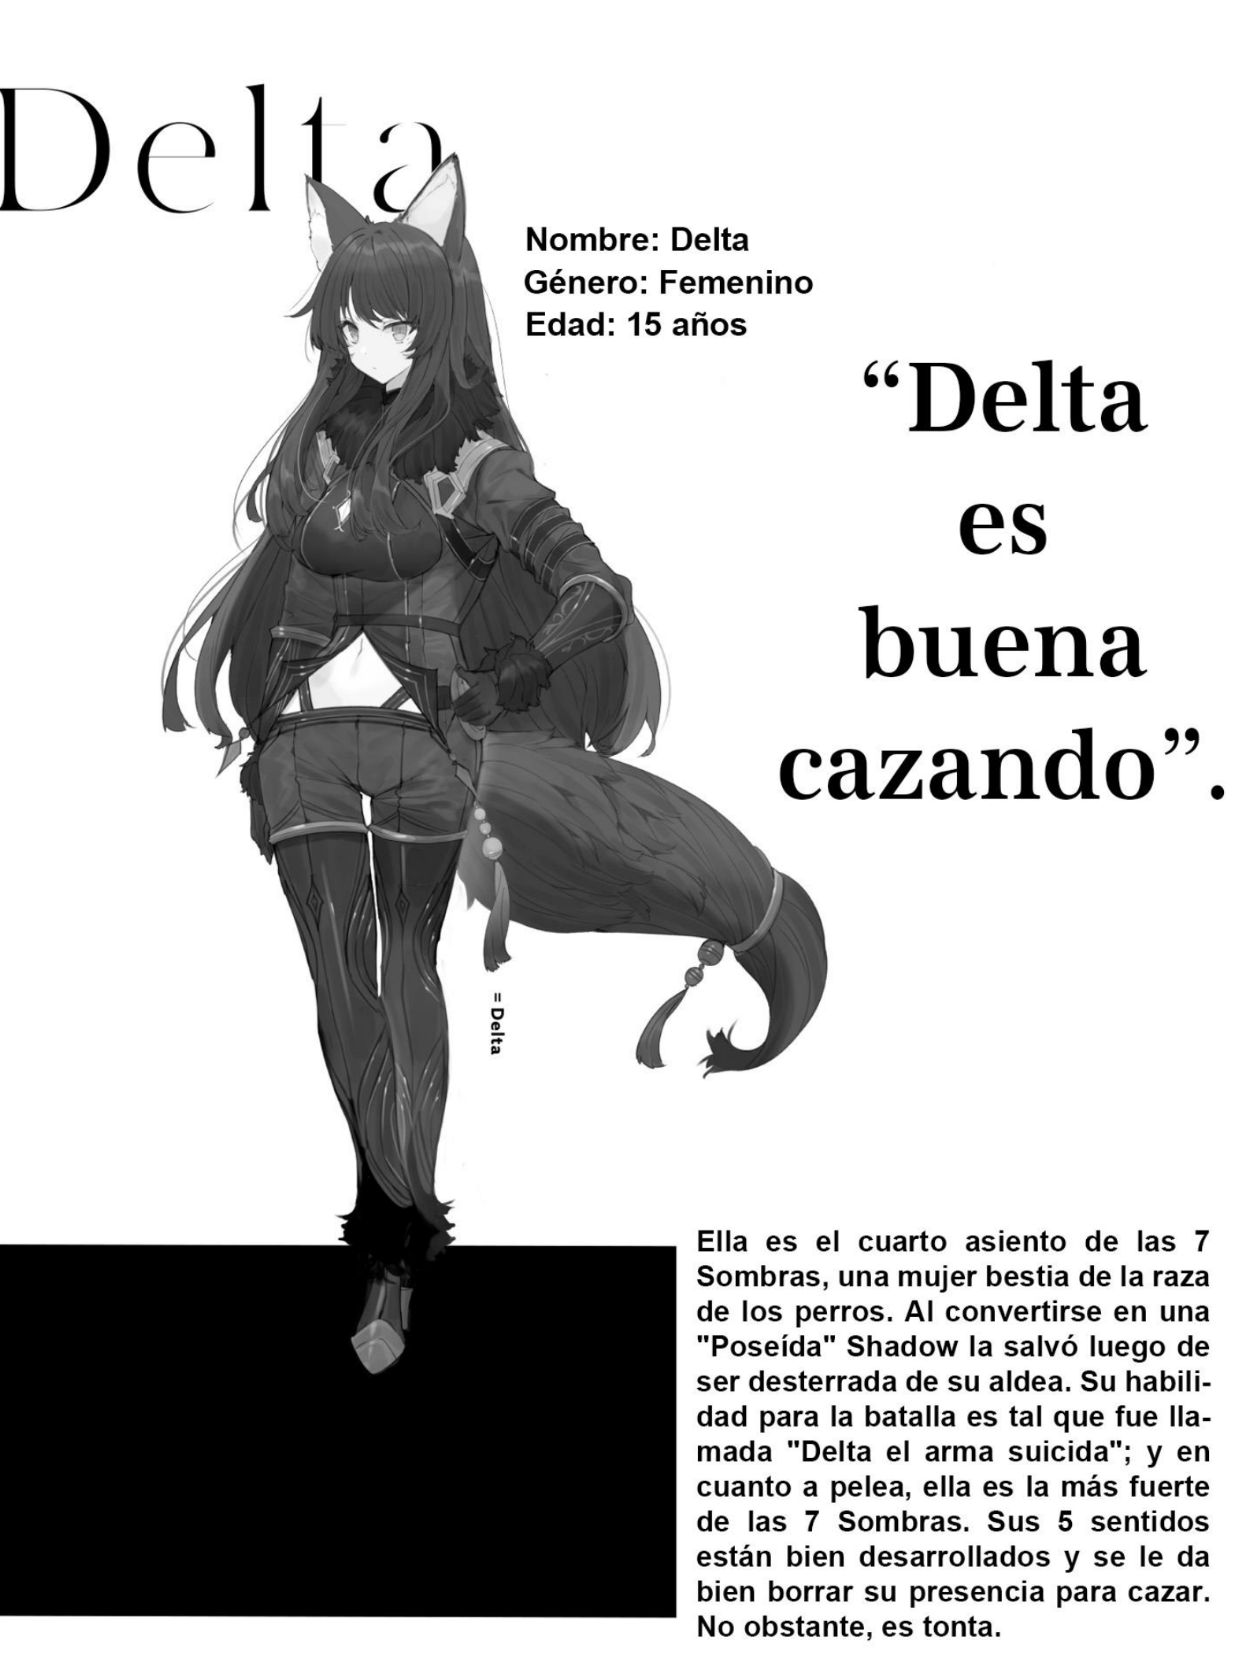 Delta
Nombre: Delta
Género: Femenino
Edad: 15 años
“Delta
es
buena
cazando”.
= Delta
Ella es el cuarto asiento de las 7
Sombras, una mujer bestia de la raza
de los perros. Al convertirse en una
"Poseída" Shadow la salvó luego de
ser desterrada de su aldea. Su habili-
dad para la batalla es tal que fue lla-
mada "Delta el arma suicida"; y en
cuanto a pelea, ella es la más fuerte
de las 7 Sombras. Sus 5 sentidos
están bien desarrollados y se le da
bien borrar su presencia para cazar.
No obstante, es tonta.